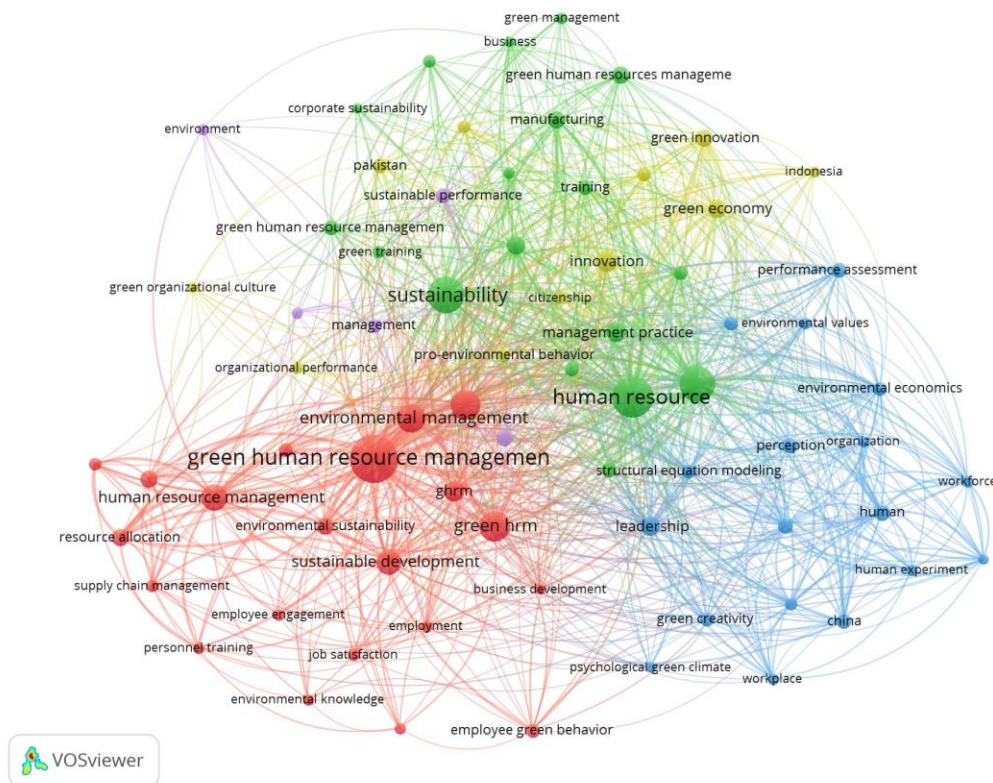 green management
business
green human resources manageme
corporate sustainability
manufacturing
environment
green innovation
pakistan
indonesia
sustainable performance
training
green economy
green human resource managemen
green training
innovation
performance assessment
green organizational culture
sustainability
citizenship
management
management practice
environmental values
pro-environmental behavior
organizational performance
environmental economics
human resource
environmental management
perception
organization
green human resource managemen
structural equation modeling
workforce
ghrm
human resource management
human
environmental sustainability
green hrm
leadership
resource allocation
sustainable development
human experiment
supply chain management
business development
employee engagement
employment
green creativity
china
personnel training
job satisfaction
psychological green climate
workplace
environmental knowledge
employee green behavior
VOSviewer